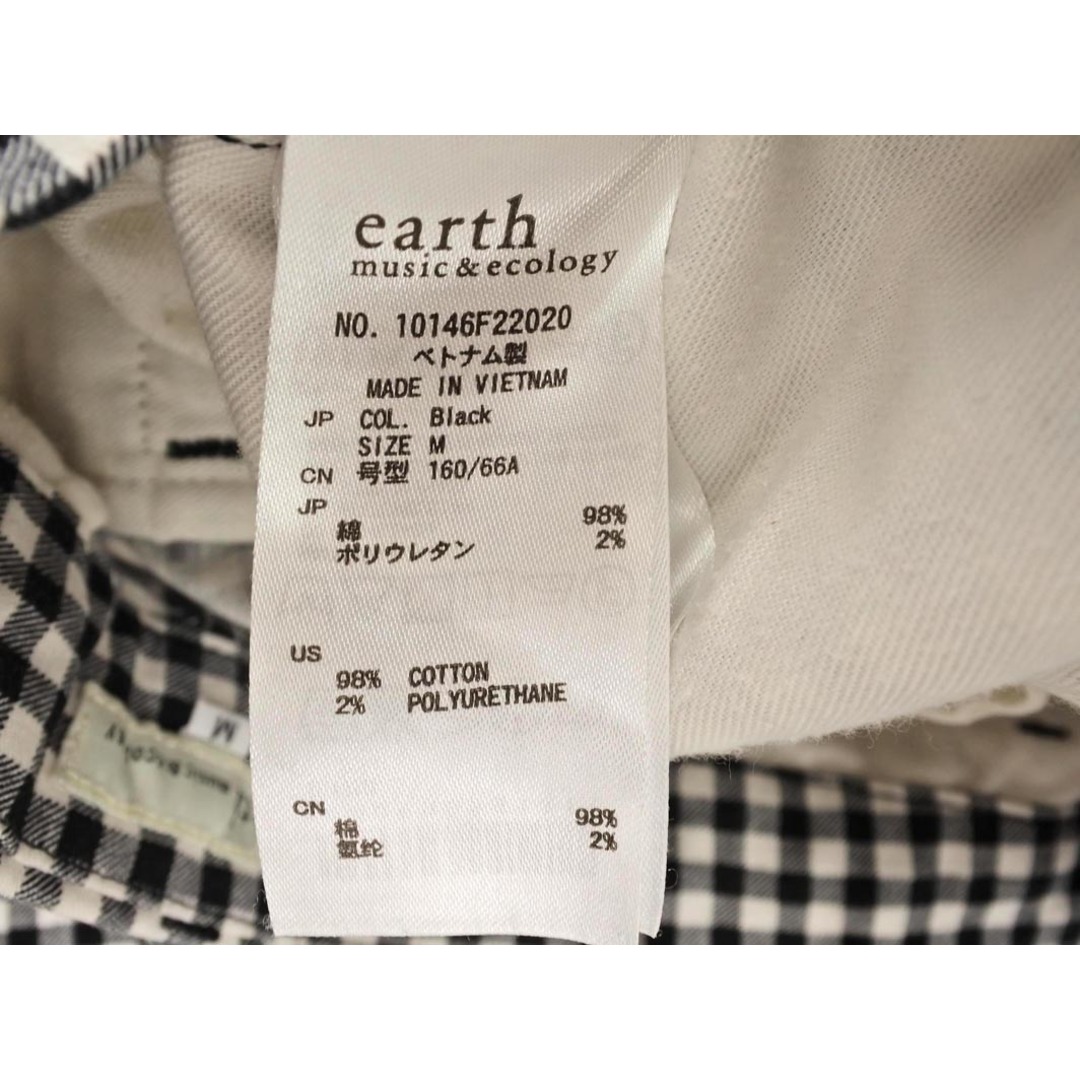 earth
music & ecology
NO. 10146F22020
ベトナム製
MADE IN VIETNAM
JP COL. Black
SIZE M
CN 号型 160/66A
JP
綿 98%
ポリウレタン 2%
US
98% COTTON
2% POLYURETHANE
CN
棉 98%
氨纶 2%
M